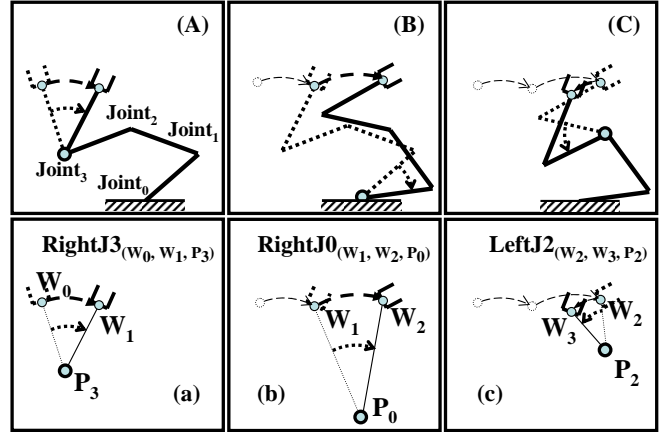 (A)
Joint₂
Joint₁
Joint₃
Joint₀
(B)
(C)
RightJ3(W₀, W₁, P₃)
W₀
W₁
P₃
(a)
RightJ0(W₁, W₂, P₀)
W₁
W₂
P₀
(b)
LeftJ2(W₂, W₃, P₂)
W₂
W₃
P₂
(c)